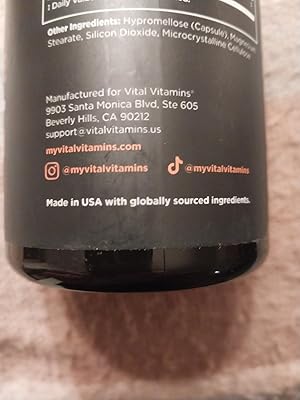 ‡ Daily Value
Other Ingredients: Hypromellose (Capsule), Magnesium
Stearate, Silicon Dioxide, Microcrystalline Cellulose
Manufactured for Vital Vitamins®
9903 Santa Monica Blvd, Ste 605
Beverly Hills, CA 90212
support@vitalvitamins.us
myvitalvitamins.com
@myvitalvitamins @myvitalvitamins
Made in USA with globally sourced ingredients.